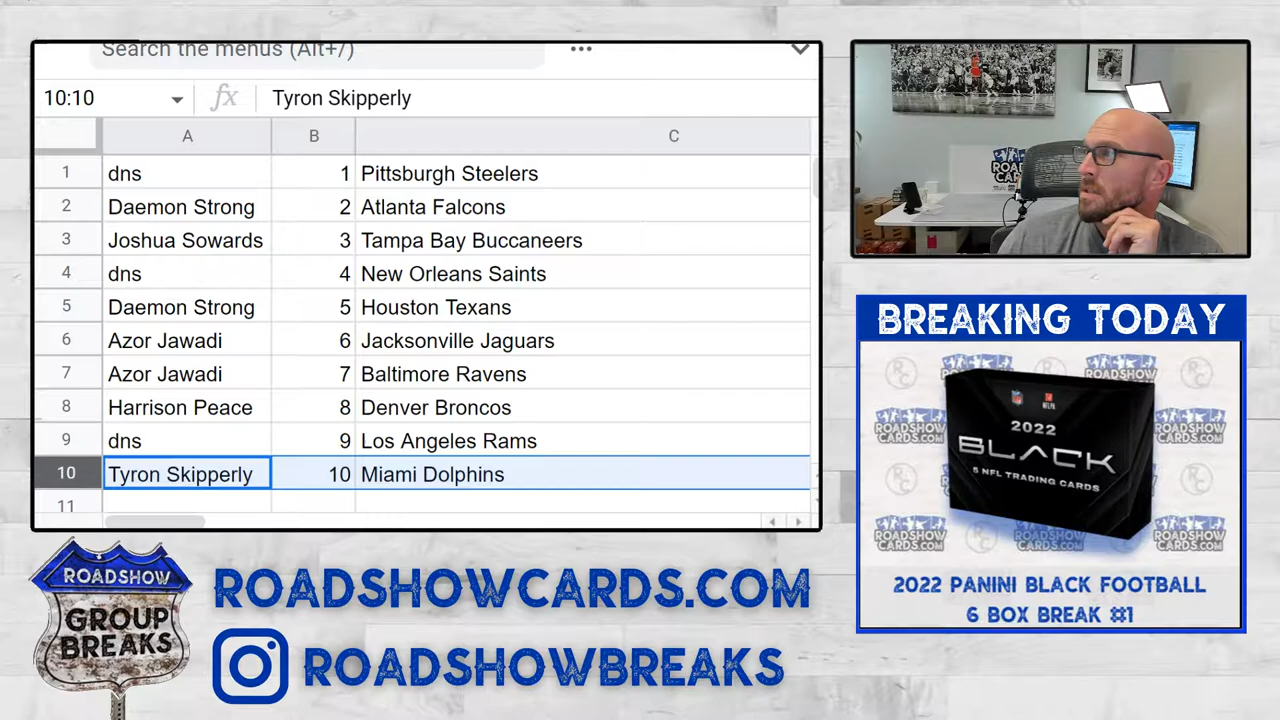 Search the menus (Alt+/)
10:10 fx Tyron Skipperly
A B C
1 dns 1 Pittsburgh Steelers
2 Daemon Strong 2 Atlanta Falcons
3 Joshua Sowards 3 Tampa Bay Buccaneers
4 dns 4 New Orleans Saints
5 Daemon Strong 5 Houston Texans
6 Azor Jawadi 6 Jacksonville Jaguars
7 Azor Jawadi 7 Baltimore Ravens
8 Harrison Peace 8 Denver Broncos
9 dns 9 Los Angeles Rams
10 Tyron Skipperly 10 Miami Dolphins
11
BREAKING TODAY
ROADSHOW
CARDS.COM
2022
BLACK
5 NFL TRADING CARDS
2022 PANINI BLACK FOOTBALL
6 BOX BREAK #1
ROADSHOW
GROUP
BREAKS
ROADSHOWCARDS.COM
ROADSHOWBREAKS